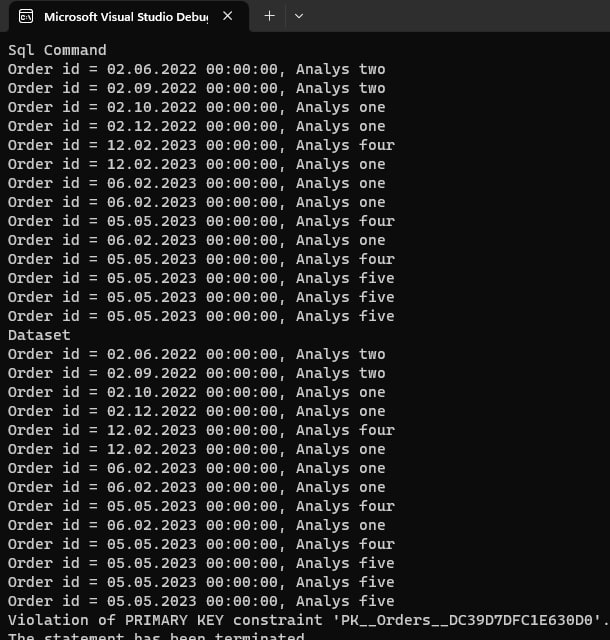 Microsoft Visual Studio Debu
Sql Command
Order id = 02.06.2022 00:00:00, Analys two
Order id = 02.09.2022 00:00:00, Analys two
Order id = 02.10.2022 00:00:00, Analys one
Order id = 02.12.2022 00:00:00, Analys one
Order id = 12.02.2023 00:00:00, Analys four
Order id = 12.02.2023 00:00:00, Analys one
Order id = 06.02.2023 00:00:00, Analys one
Order id = 06.02.2023 00:00:00, Analys one
Order id = 05.05.2023 00:00:00, Analys four
Order id = 06.02.2023 00:00:00, Analys one
Order id = 05.05.2023 00:00:00, Analys four
Order id = 05.05.2023 00:00:00, Analys five
Order id = 05.05.2023 00:00:00, Analys five
Order id = 05.05.2023 00:00:00, Analys five
Dataset
Order id = 02.06.2022 00:00:00, Analys two
Order id = 02.09.2022 00:00:00, Analys two
Order id = 02.10.2022 00:00:00, Analys one
Order id = 02.12.2022 00:00:00, Analys one
Order id = 12.02.2023 00:00:00, Analys four
Order id = 12.02.2023 00:00:00, Analys one
Order id = 06.02.2023 00:00:00, Analys one
Order id = 06.02.2023 00:00:00, Analys one
Order id = 05.05.2023 00:00:00, Analys four
Order id = 06.02.2023 00:00:00, Analys one
Order id = 05.05.2023 00:00:00, Analys four
Order id = 05.05.2023 00:00:00, Analys five
Order id = 05.05.2023 00:00:00, Analys five
Order id = 05.05.2023 00:00:00, Analys five
Violation of PRIMARY KEY constraint 'PK__Orders__DC39D7DFC1E630D0'.
The statement has been terminated